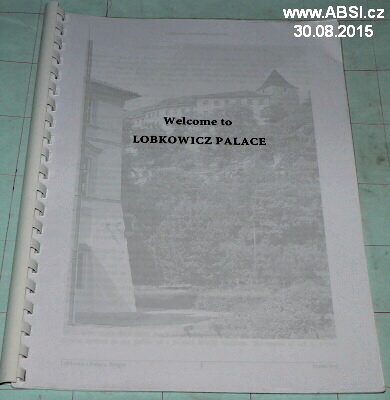 www.ABSI.cz
30.08.2015
Welcome to
LOBKOWICZ PALACE